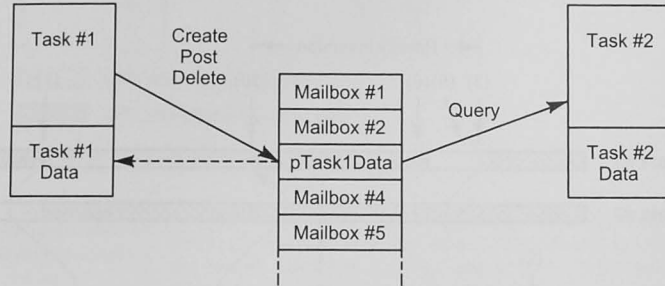 Task #1
Task #1
Data
Create
Post
Delete
Mailbox #1
Mailbox #2
pTask1Data
Mailbox #4
Mailbox #5
Query
Task #2
Task #2
Data